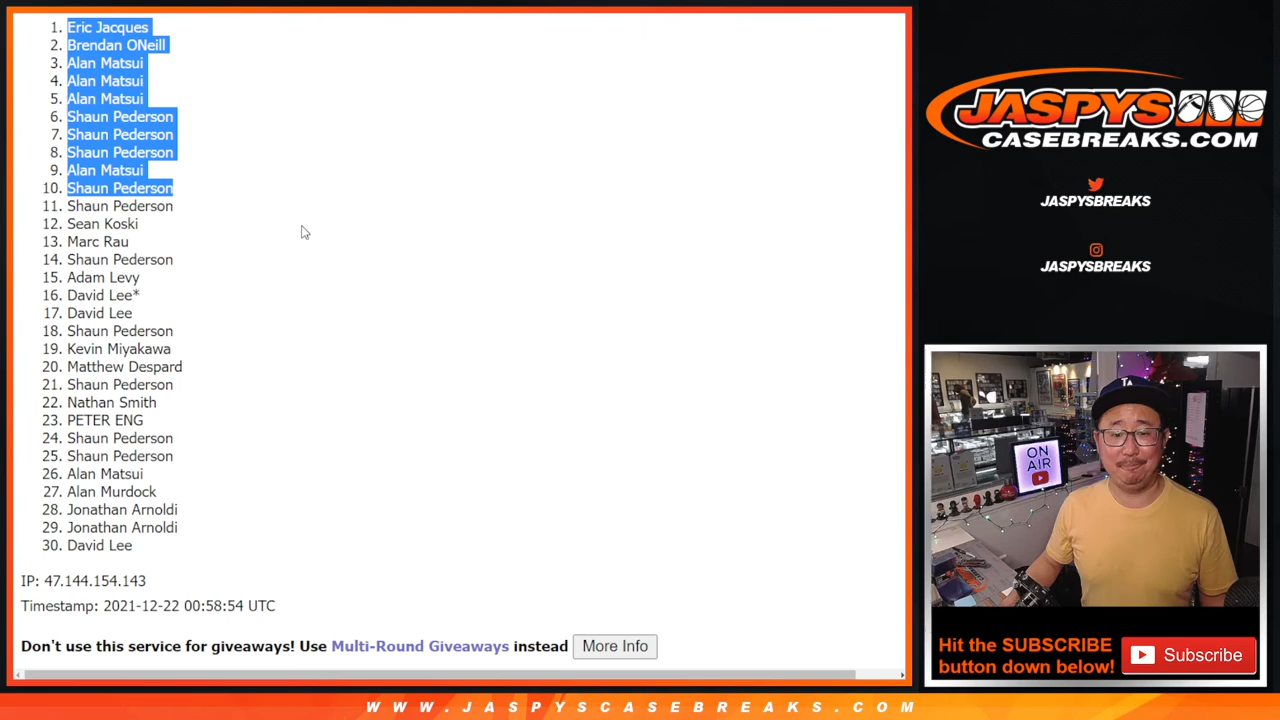 1. Eric Jacques
2. Brendan ONeill
3. Alan Matsui
4. Alan Matsui
5. Alan Matsui
6. Shaun Pederson
7. Shaun Pederson
8. Shaun Pederson
9. Alan Matsui
10. Shaun Pederson
11. Shaun Pederson
12. Sean Koski
13. Marc Rau
14. Shaun Pederson
15. Adam Levy
16. David Lee*
17. David Lee
18. Shaun Pederson
19. Kevin Miyakawa
20. Matthew Despard
21. Shaun Pederson
22. Nathan Smith
23. PETER ENG
24. Shaun Pederson
25. Shaun Pederson
26. Alan Matsui
27. Alan Murdock
28. Jonathan Arnoldi
29. Jonathan Arnoldi
30. David Lee
IP: 47.144.154.143
Timestamp: 2021-12-22 00:58:54 UTC
Don't use this service for giveaways! Use Multi-Round Giveaways instead More Info
JASPYS
CASEBREAKS.COM
JASPYSBREAKS
JASPYSBREAKS
ON
AIR
Hit the SUBSCRIBE
button down below!
Subscribe
WWW.JASPYSCASEBREAKS.COM